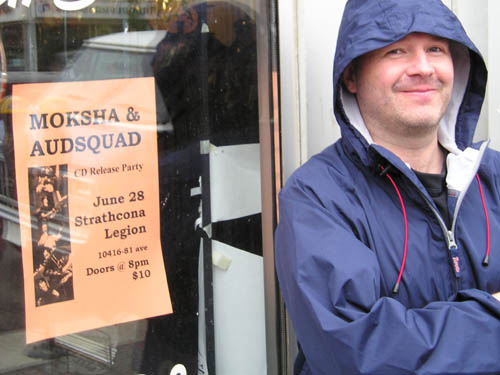 MOKSHA &
AUDSQUAD
CD Release Party
June 28
Strathcona
Legion
10416-81 ave
Doors @ 8pm
$10